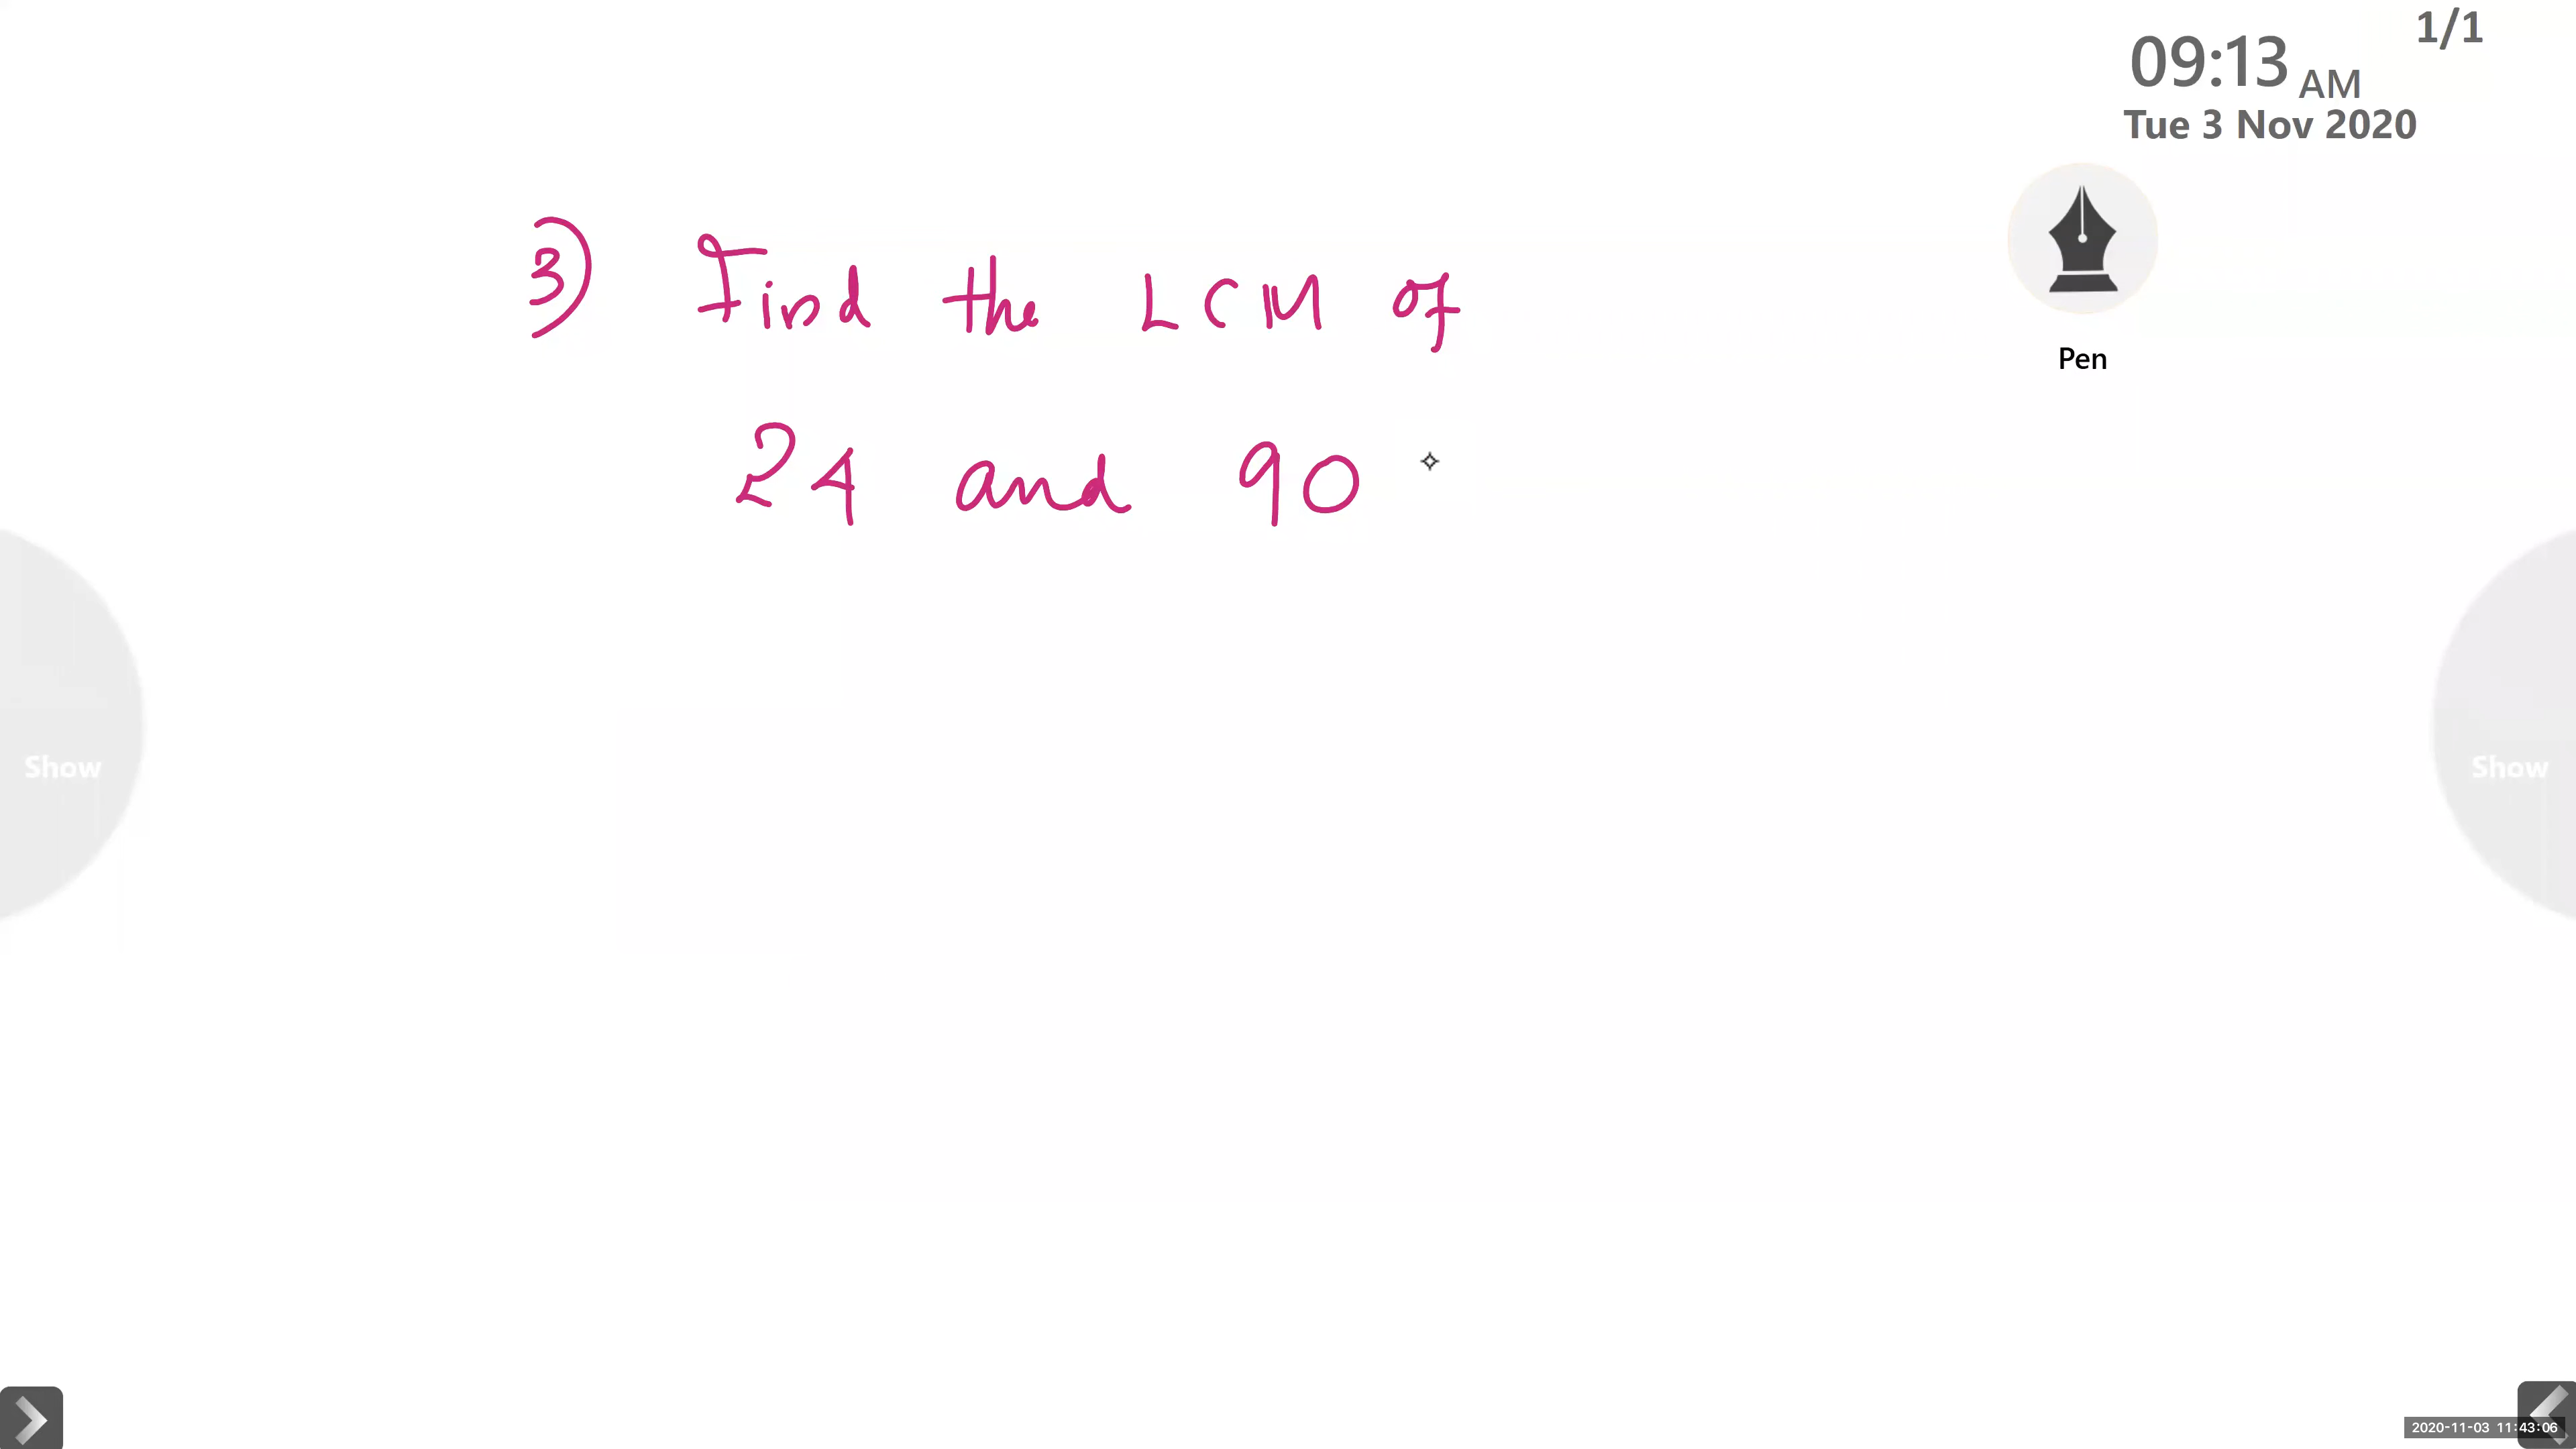 1/1
09:13 AM
Tue 3 Nov 2020
Pen
3) Find the LCM of
24 and 90
Show
Show
2020-11-03 11:43:06